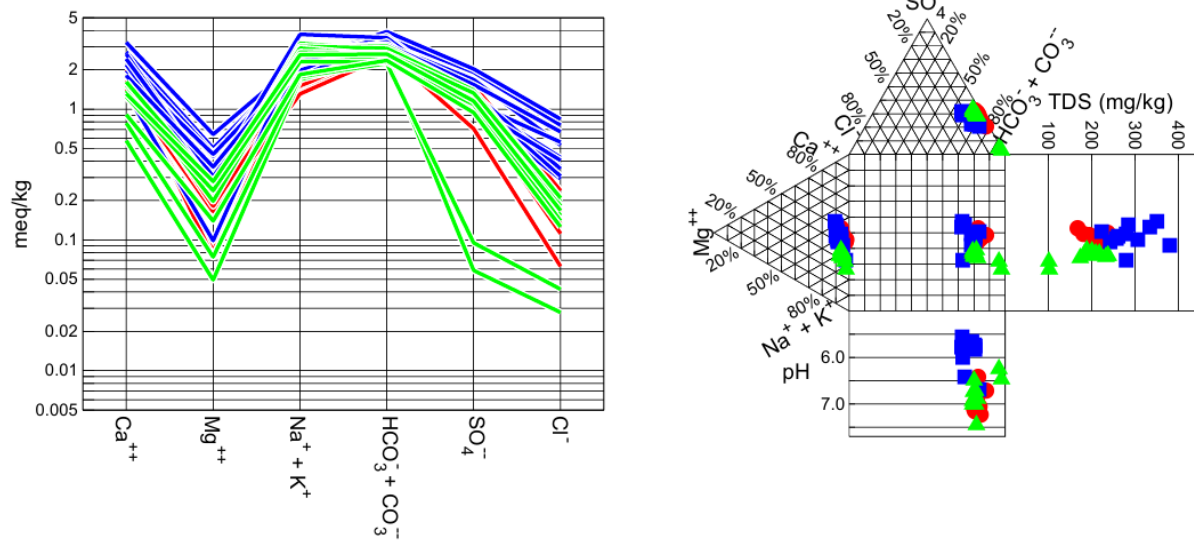 5
2
1
0.5
0.2
0.1
0.05
0.02
0.01
0.005
meq/kg
Ca⁺⁺
Mg⁺⁺
Na⁺ + K⁺
HCO₃⁻ + CO₃⁻⁻
SO₄⁻⁻
Cl⁻
SO₄
20%
20%
50%
50%
80%
80%
Cl⁻
HCO₃⁻ + CO₃⁻⁻
TDS (mg/kg)
100
200
300
400
Ca⁺⁺
80%
50%
20%
Mg⁺⁺
20%
50%
80%
Na⁺ + K⁺
pH
6.0
7.0